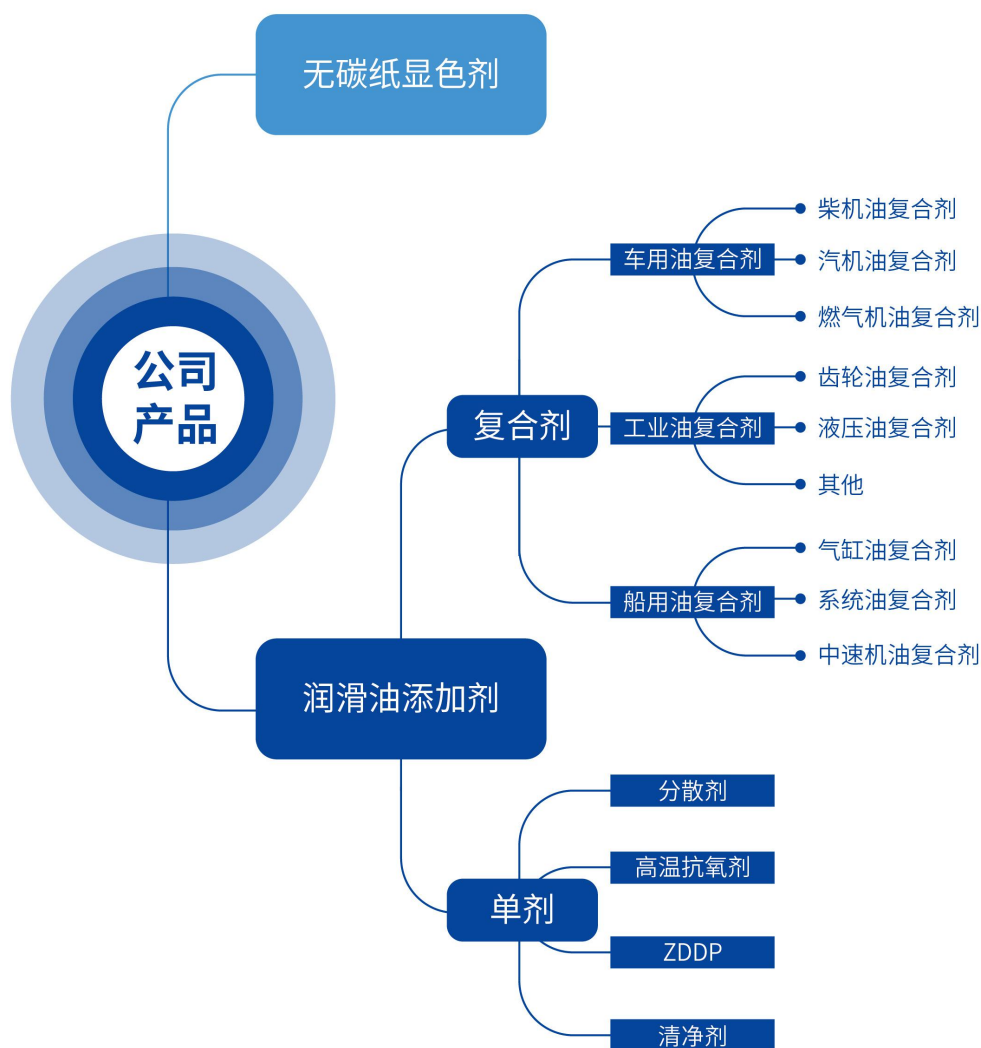 无碳纸显色剂
公司
产品
润滑油添加剂
复合剂
车用油复合剂
柴机油复合剂
汽机油复合剂
燃气机油复合剂
工业油复合剂
齿轮油复合剂
液压油复合剂
其他
船用油复合剂
气缸油复合剂
系统油复合剂
中速机油复合剂
单剂
分散剂
高温抗氧剂
ZDDP
清净剂